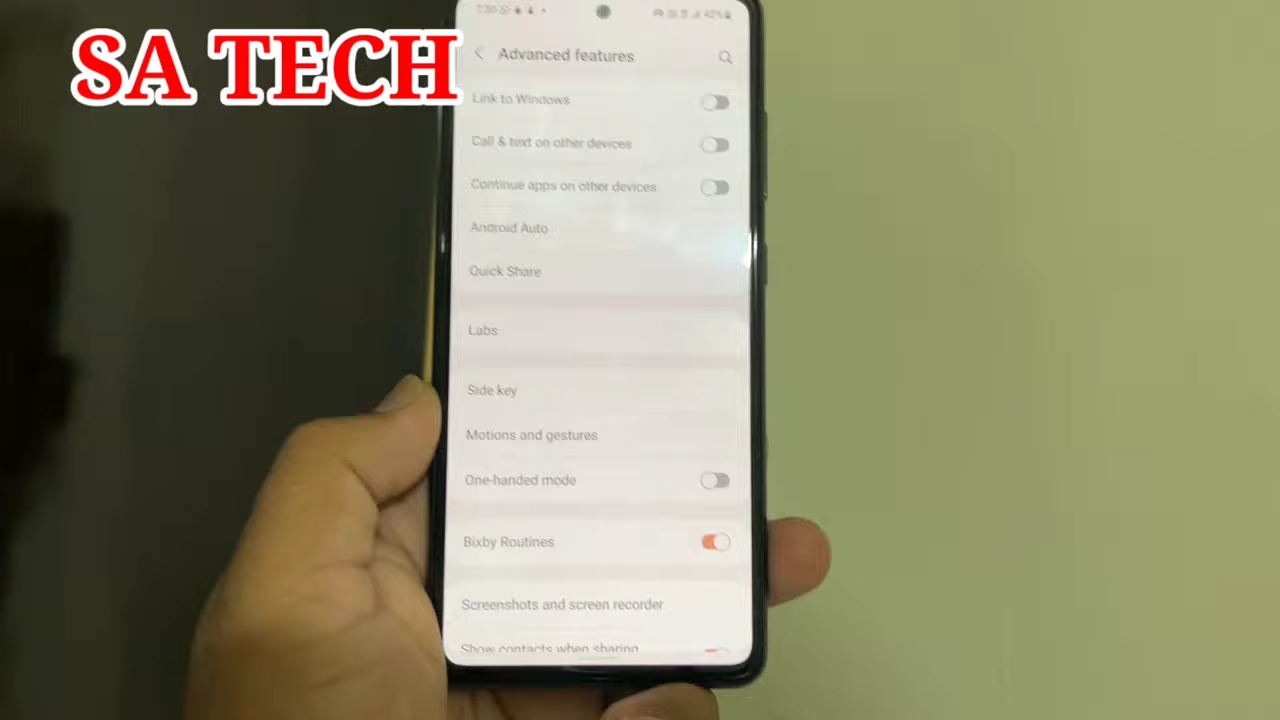 SA TECH
Advanced features
Link to Windows
Call & text on other devices
Continue apps on other devices
Android Auto
Quick Share
Labs
Side key
Motions and gestures
One-handed mode
Bixby Routines
Screenshots and screen recorder
Show contacts when sharing